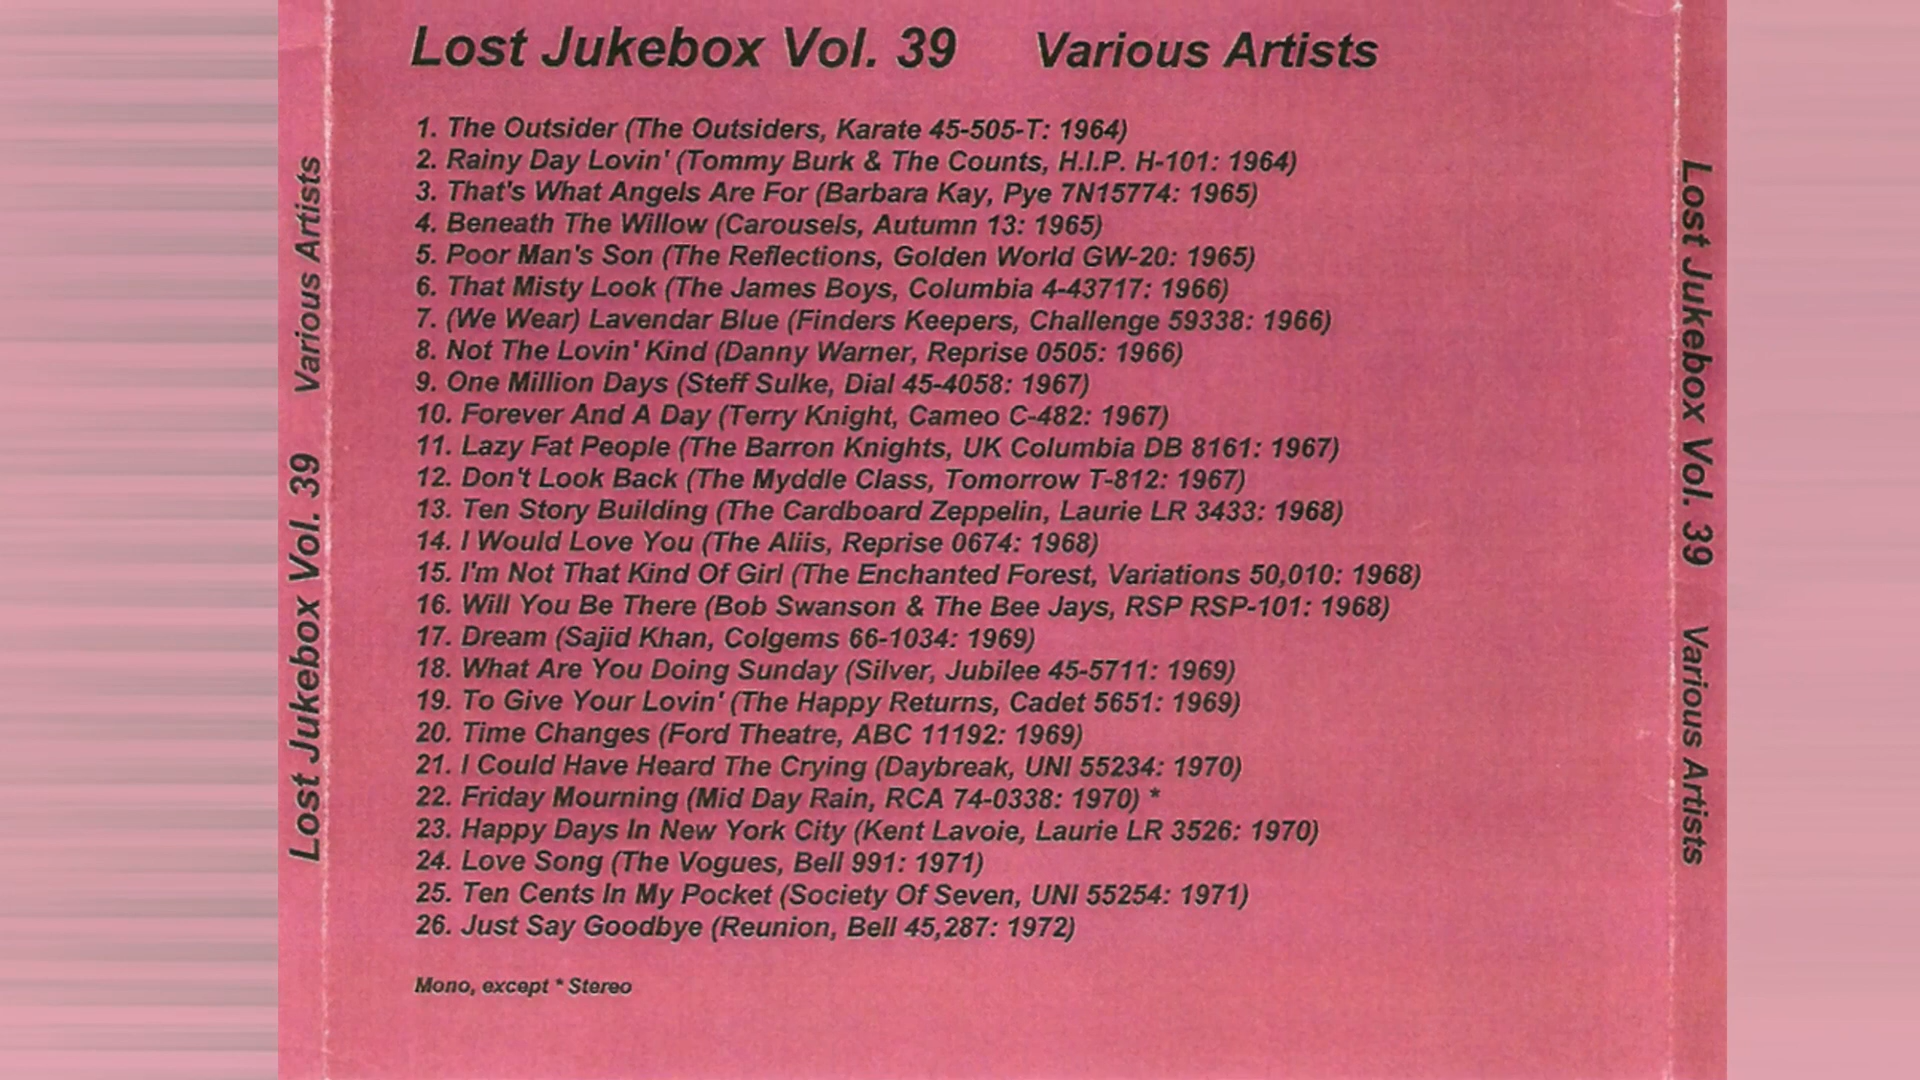 Lost Jukebox Vol. 39 Various Artists
1. The Outsider (The Outsiders, Karate 45-505-T: 1964)
2. Rainy Day Lovin' (Tommy Burk & The Counts, H.I.P. H-101: 1964)
3. That's What Angels Are For (Barbara Kay, Pye 7N15774: 1965)
4. Beneath The Willow (Carousels, Autumn 13: 1965)
5. Poor Man's Son (The Reflections, Golden World GW-20: 1965)
6. That Misty Look (The James Boys, Columbia 4-43717: 1966)
7. (We Wear) Lavendar Blue (Finders Keepers, Challenge 59338: 1966)
8. Not The Lovin' Kind (Danny Warner, Reprise 0505: 1966)
9. One Million Days (Steff Sulke, Dial 45-4058: 1967)
10. Forever And A Day (Terry Knight, Cameo C-482: 1967)
11. Lazy Fat People (The Barron Knights, UK Columbia DB 8161: 1967)
12. Don't Look Back (The Myddle Class, Tomorrow T-812: 1967)
13. Ten Story Building (The Cardboard Zeppelin, Laurie LR 3433: 1968)
14. I Would Love You (The Aliis, Reprise 0674: 1968)
15. I'm Not That Kind Of Girl (The Enchanted Forest, Variations 50,010: 1968)
16. Will You Be There (Bob Swanson & The Bee Jays, RSP RSP-101: 1968)
17. Dream (Sajid Khan, Colgems 66-1034: 1969)
18. What Are You Doing Sunday (Silver, Jubilee 45-5711: 1969)
19. To Give Your Lovin' (The Happy Returns, Cadet 5651: 1969)
20. Time Changes (Ford Theatre, ABC 11192: 1969)
21. I Could Have Heard The Crying (Daybreak, UNI 55234: 1970)
22. Friday Mourning (Mid Day Rain, RCA 74-0338: 1970) *
23. Happy Days In New York City (Kent Lavoie, Laurie LR 3526: 1970)
24. Love Song (The Vogues, Bell 991: 1971)
25. Ten Cents In My Pocket (Society Of Seven, UNI 55254: 1971)
26. Just Say Goodbye (Reunion, Bell 45,287: 1972)
Mono, except * Stereo
Lost Jukebox Vol. 39 Various Artists
Lost Jukebox Vol. 39 Various Artists